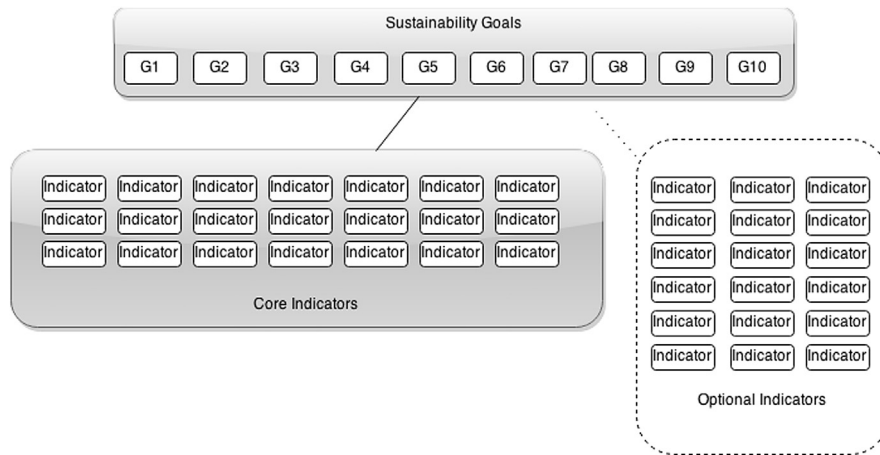 Sustainability Goals
G1 G2 G3 G4 G5 G6 G7 G8 G9 G10
Indicator Indicator Indicator Indicator Indicator Indicator Indicator
Indicator Indicator Indicator Indicator Indicator Indicator Indicator
Indicator Indicator Indicator Indicator Indicator Indicator Indicator
Core Indicators
Indicator Indicator Indicator
Indicator Indicator Indicator
Indicator Indicator Indicator
Indicator Indicator Indicator
Indicator Indicator Indicator
Indicator Indicator Indicator
Optional Indicators